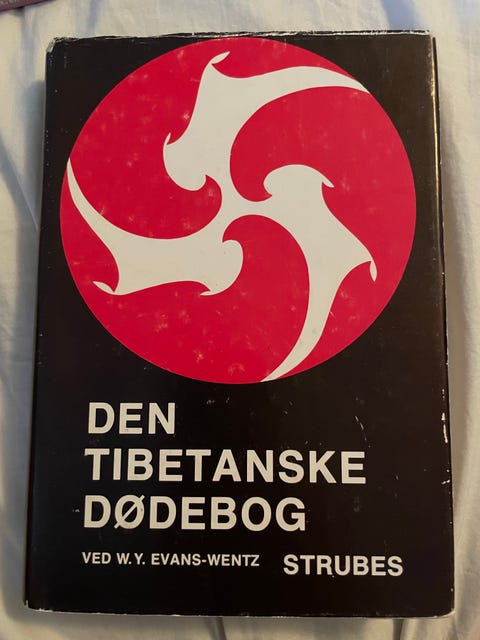 DEN
TIBETANSKE
DØDEBOG
VED W. Y. EVANS-WENTZ STRUBES